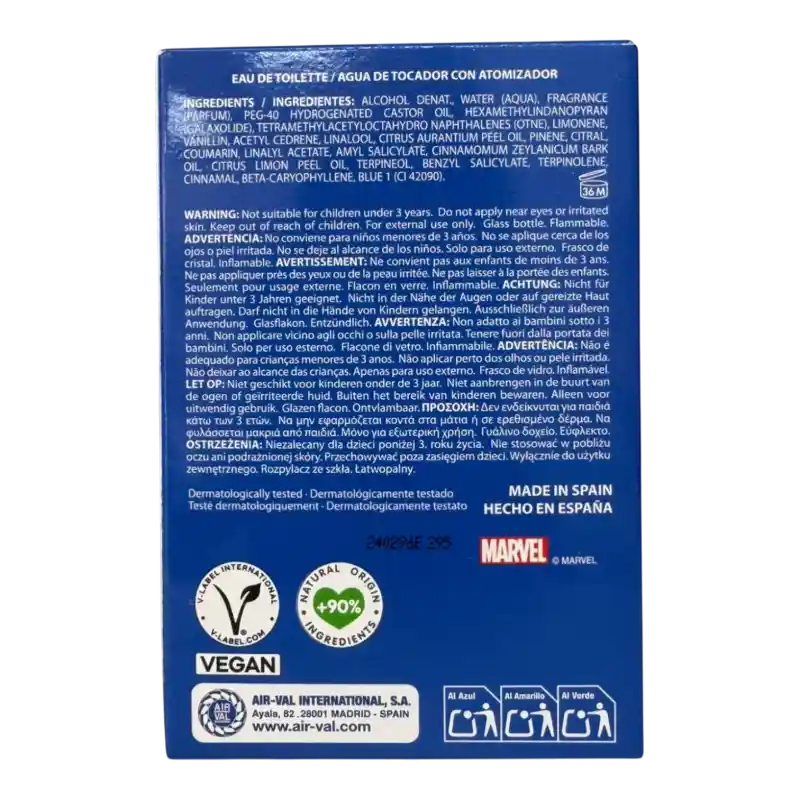 EAU DE TOILETTE / AGUA DE TOCADOR CON ATOMIZADOR
INGREDIENTS / INGREDIENTES: ALCOHOL DENAT., WATER (AQUA), FRAGRANCE
(PARFUM), PEG-40 HYDROGENATED CASTOR OIL, HEXAMETHYLINDANOPYRAN
(GALAXOLIDE), TETRAMETHYLACETYLOCTAHYDRO NAPHTHALENES (OTNE), LIMONENE,
VANILLIN, ACETYL CEDRENE, LINALOOL, CITRUS AURANTIUM PEEL OIL, PINENE, CITRAL,
COUMARIN, LINALYL ACETATE, AMYL SALICYLATE, CINNAMOMUM ZEYLANICUM BARK
OIL, CITRUS LIMON PEEL OIL, TERPINEOL, BENZYL SALICYLATE, TERPINOLENE,
CINNAMAL, BETA-CARYOPHYLLENE, BLUE 1 (CI 42090).
36 M
WARNING: Not suitable for children under 3 years. Do not apply near eyes or irritated
skin. Keep out of reach of children. For external use only. Glass bottle. Flammable.
ADVERTENCIA: No conviene para niños menores de 3 años. No se aplique cerca de los
ojos o piel irritada. No se deje al alcance de los niños. Solo para uso externo. Frasco de
cristal. Inflamable. AVERTISSEMENT: Ne convient pas aux enfants de moins de 3 ans.
Ne pas appliquer près des yeux ou de la peau irritée. Ne pas laisser à la portée des enfants.
Seulement pour usage externe. Flacon en verre. Inflammable. ACHTUNG: Nicht für
Kinder unter 3 Jahren geeignet. Nicht in der Nähe der Augen oder auf gereizte Haut
auftragen. Darf nicht in die Hände von Kindern gelangen. Ausschließlich zur äußeren
Anwendung. Glasflakon. Entzündlich. AVVERTENZA: Non adatto ai bambini sotto i 3
anni. Non applicare vicino agli occhi o sulla pelle irritata. Tenere fuori dalla portata dei
bambini. Solo per uso esterno. Flacone di vetro. Infiammabile. ADVERTÊNCIA: Não é
adequado para crianças menores de 3 anos. Não aplicar perto dos olhos ou pele irritada.
Não deixar ao alcance das crianças. Apenas para uso externo. Frasco de vidro. Inflamável.
LET OP: Niet geschikt voor kinderen onder de 3 jaar. Niet aanbrengen in de buurt van
de ogen of geïrriteerde huid. Buiten het bereik van kinderen bewaren. Alleen voor
uitwendig gebruik. Glazen flacon. Ontvlambaar. ΠΡΟΣΟΧΗ: Δεν ενδείκνυται για παιδιά
κάτω των 3 ετών. Να μην εφαρμόζεται κοντά στα μάτια ή σε ερεθισμένο δέρμα. Να
φυλάσσεται μακριά από παιδιά. Μόνο για εξωτερική χρήση. Γυάλινο δοχείο. Εύφλεκτο.
OSTRZEŻENIA: Niezalecany dla dzieci poniżej 3. roku życia. Nie stosować w pobliżu
oczu ani podrażnionej skóry. Przechowywać poza zasięgiem dzieci. Wyłącznie do użytku
zewnętrznego. Rozpylacz ze szkła. Łatwopalny.
Dermatologically tested · Dermatológicamente testado
Testé dermatologiquement · Dermatologicamente testato
MADE IN SPAIN
HECHO EN ESPAÑA
240296E 295
MARVEL © MARVEL
V-LABEL INTERNATIONAL
V-LABEL.COM
VEGAN
NATURAL ORIGIN
+90%
INGREDIENTS
AIR-VAL
AIR-VAL INTERNATIONAL, S.A.
Ayala, 82 . 28001 MADRID - SPAIN
www.air-val.com
Al Azul
Al Amarillo
Al Verde